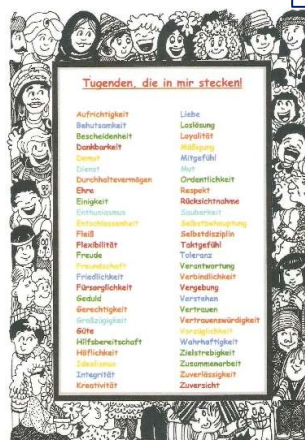 Tugenden, die in mir stecken!
Aufrichtigkeit
Behutsamkeit
Bescheidenheit
Dankbarkeit
Demut
Dienst
Durchhaltevermögen
Ehre
Einigkeit
Enthusiasmus
Entschlossenheit
Fleiß
Flexibilität
Freude
Freundschaft
Friedlichkeit
Fürsorglichkeit
Geduld
Gerechtigkeit
Großzügigkeit
Güte
Hilfsbereitschaft
Höflichkeit
Idealismus
Integrität
Kreativität
Liebe
Loslösung
Loyalität
Mäßigung
Mitgefühl
Mut
Ordentlichkeit
Respekt
Rücksichtnahme
Sauberkeit
Selbstbehauptung
Selbstdisziplin
Taktgefühl
Toleranz
Verantwortung
Verbindlichkeit
Vergebung
Verstehen
Vertrauen
Vertrauenswürdigkeit
Vorzüglichkeit
Wahrhaftigkeit
Zielstrebigkeit
Zusammenarbeit
Zuverlässigkeit
Zuversicht